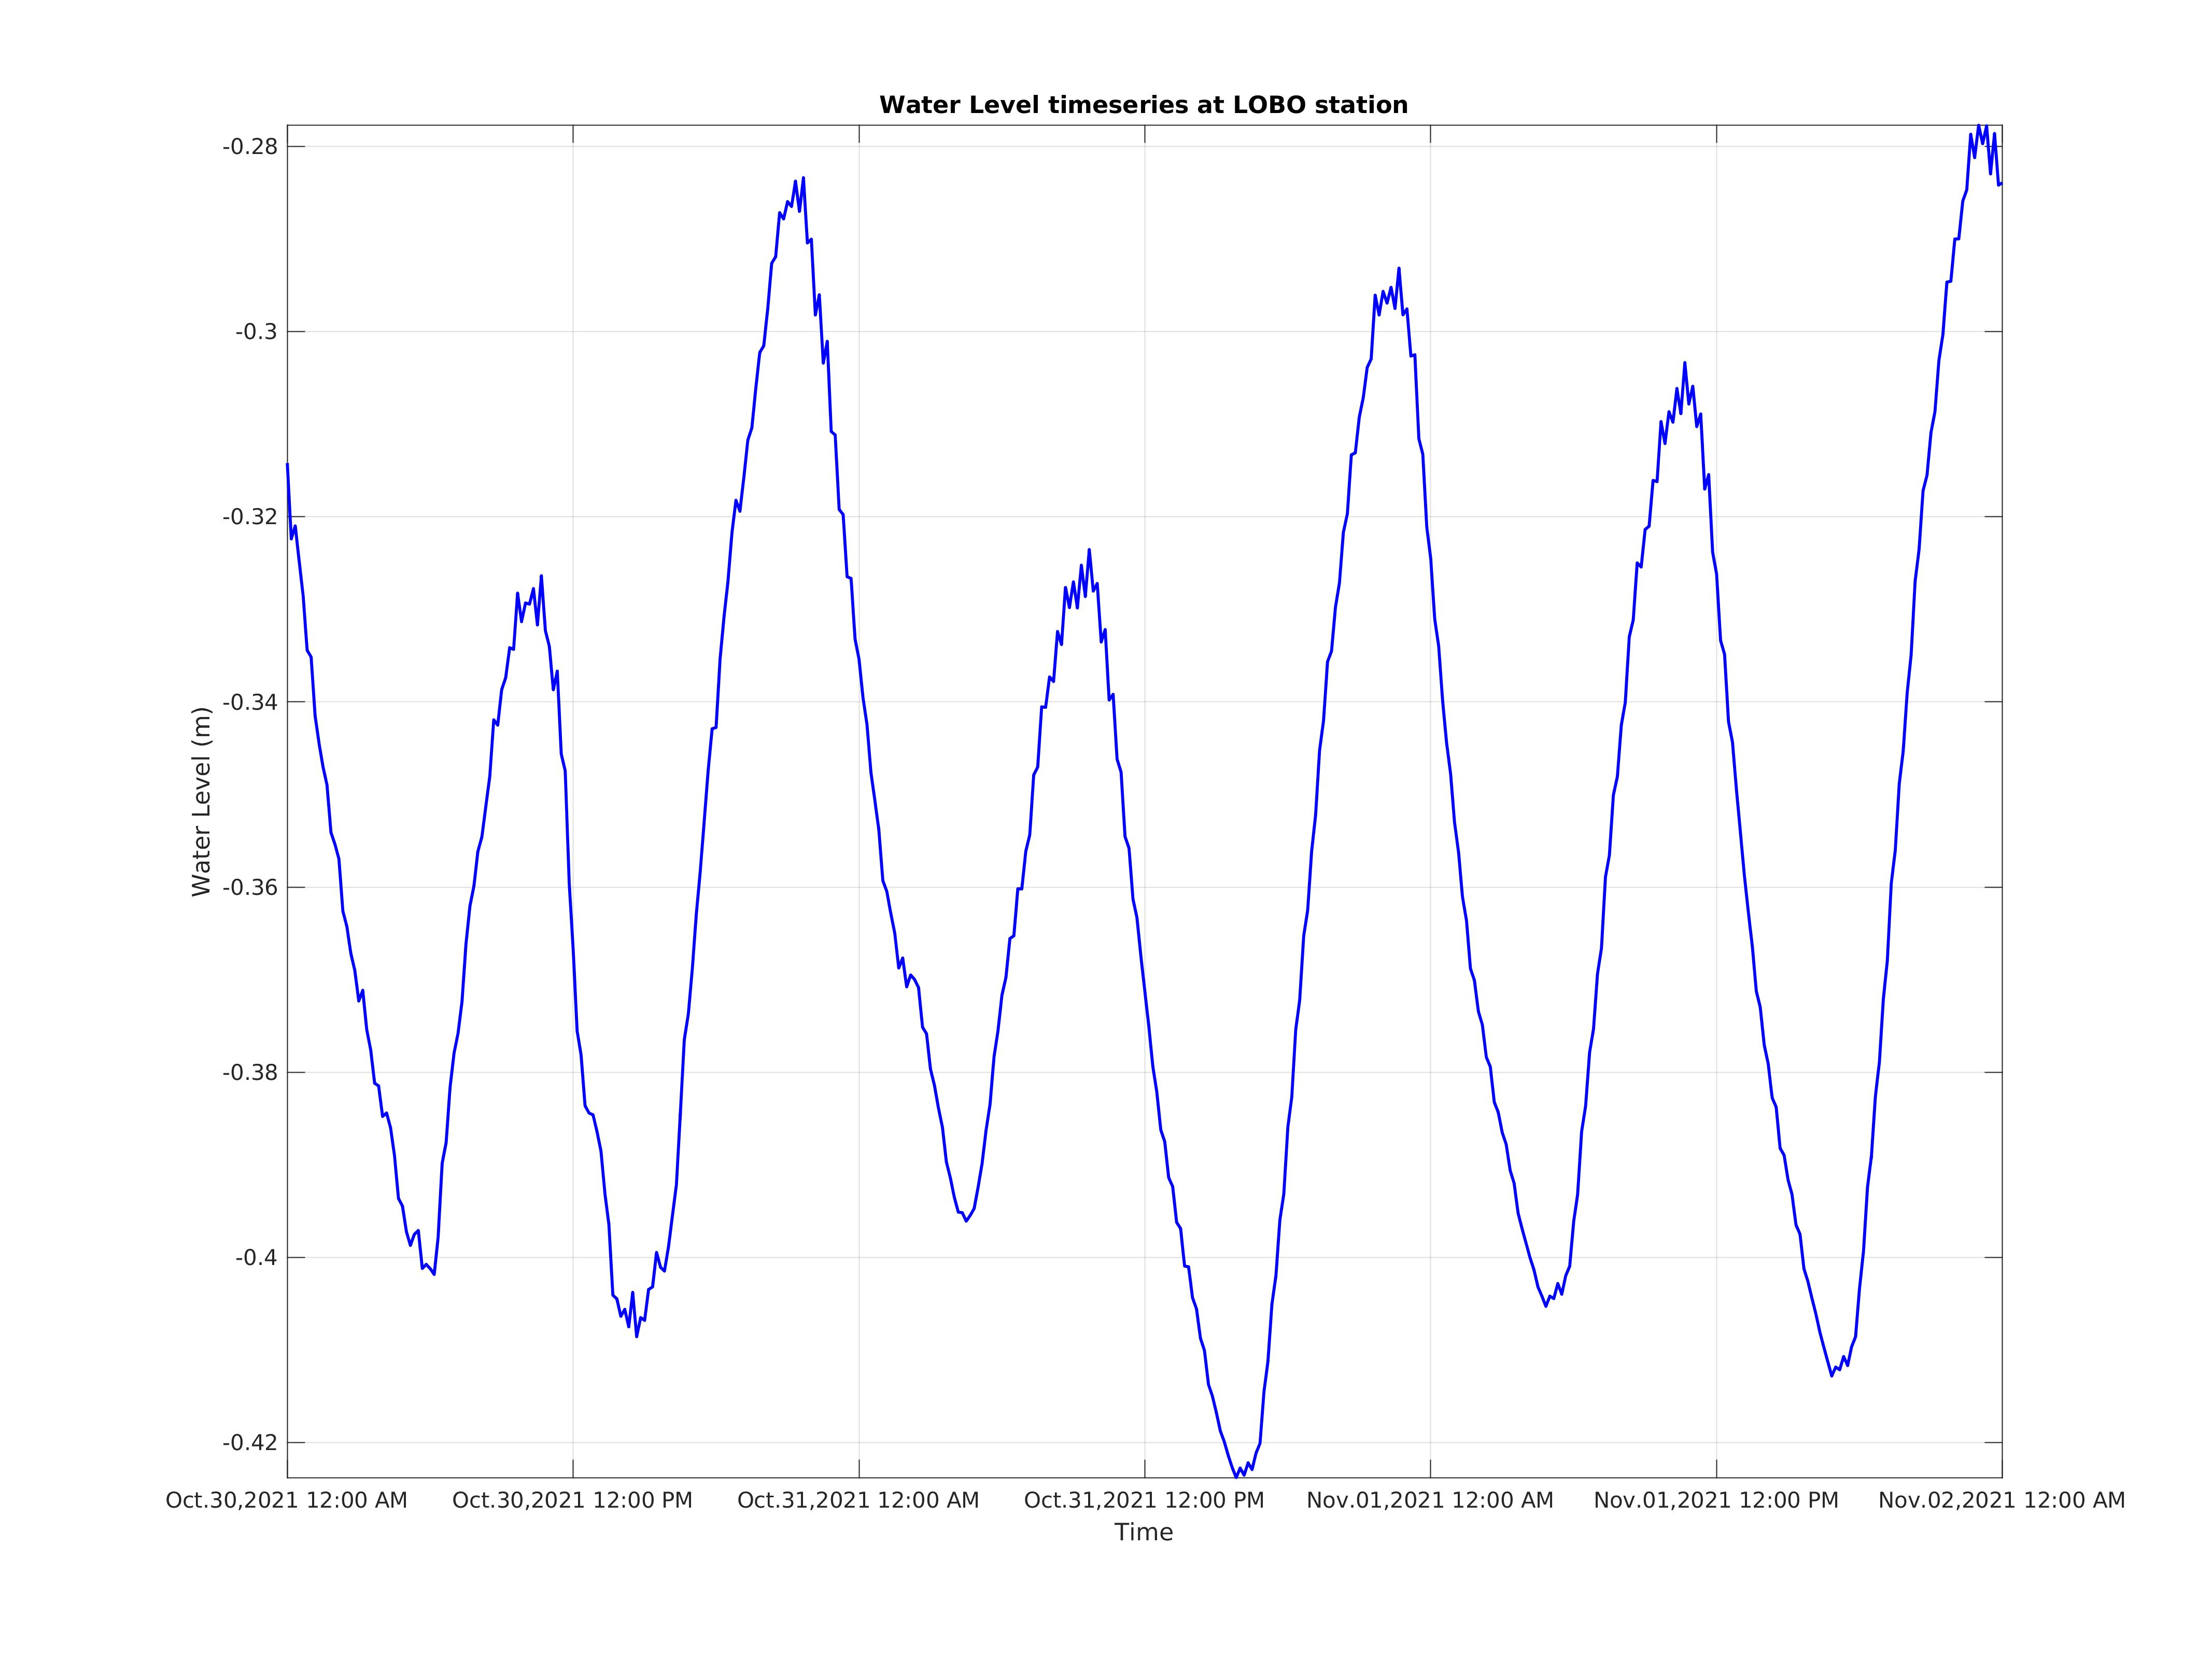 Water Level timeseries at LOBO station
-0.28
-0.3
-0.32
-0.34
-0.36
-0.38
-0.4
-0.42
Water Level (m)
Oct.30,2021 12:00 AM
Oct.30,2021 12:00 PM
Oct.31,2021 12:00 AM
Oct.31,2021 12:00 PM
Nov.01,2021 12:00 AM
Nov.01,2021 12:00 PM
Nov.02,2021 12:00 AM
Time